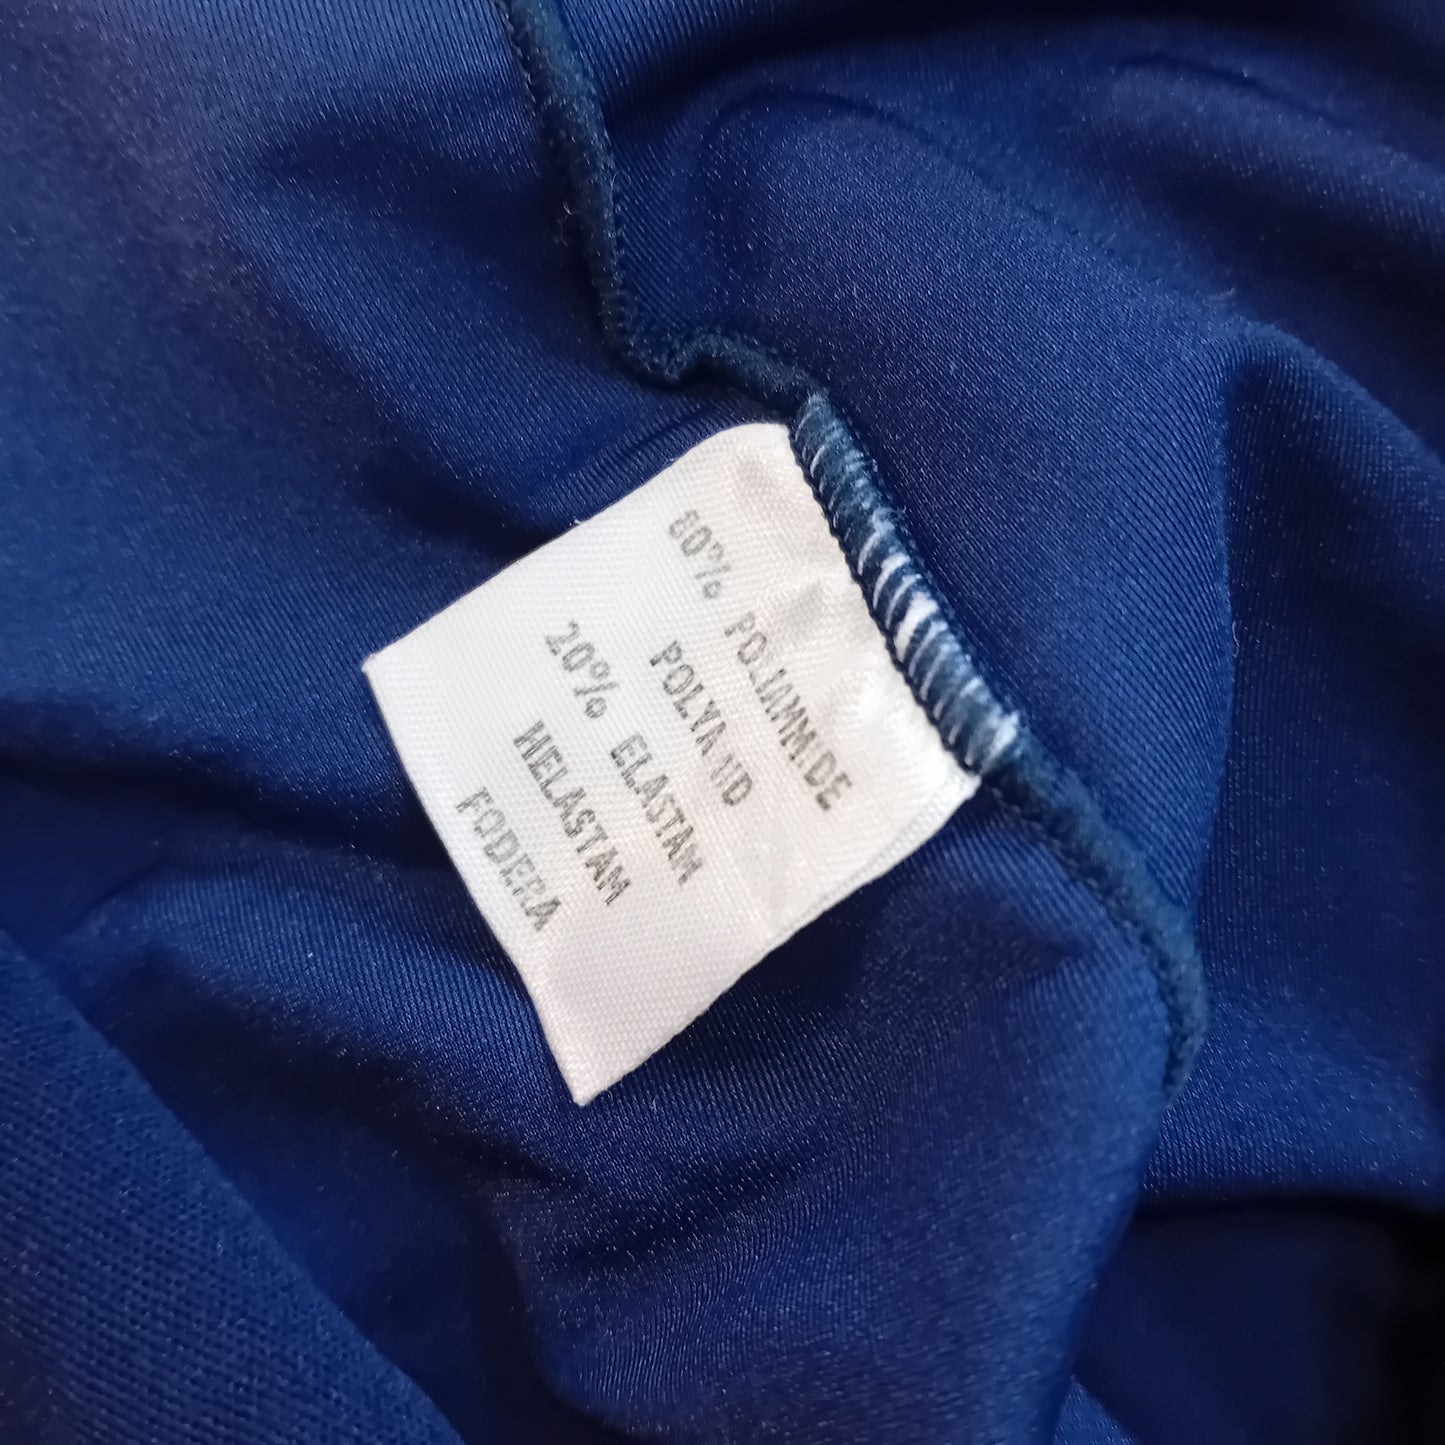 80% POLIAMMIDE
POLYAMID
20% ELASTAM
HELASTAM
FODERA